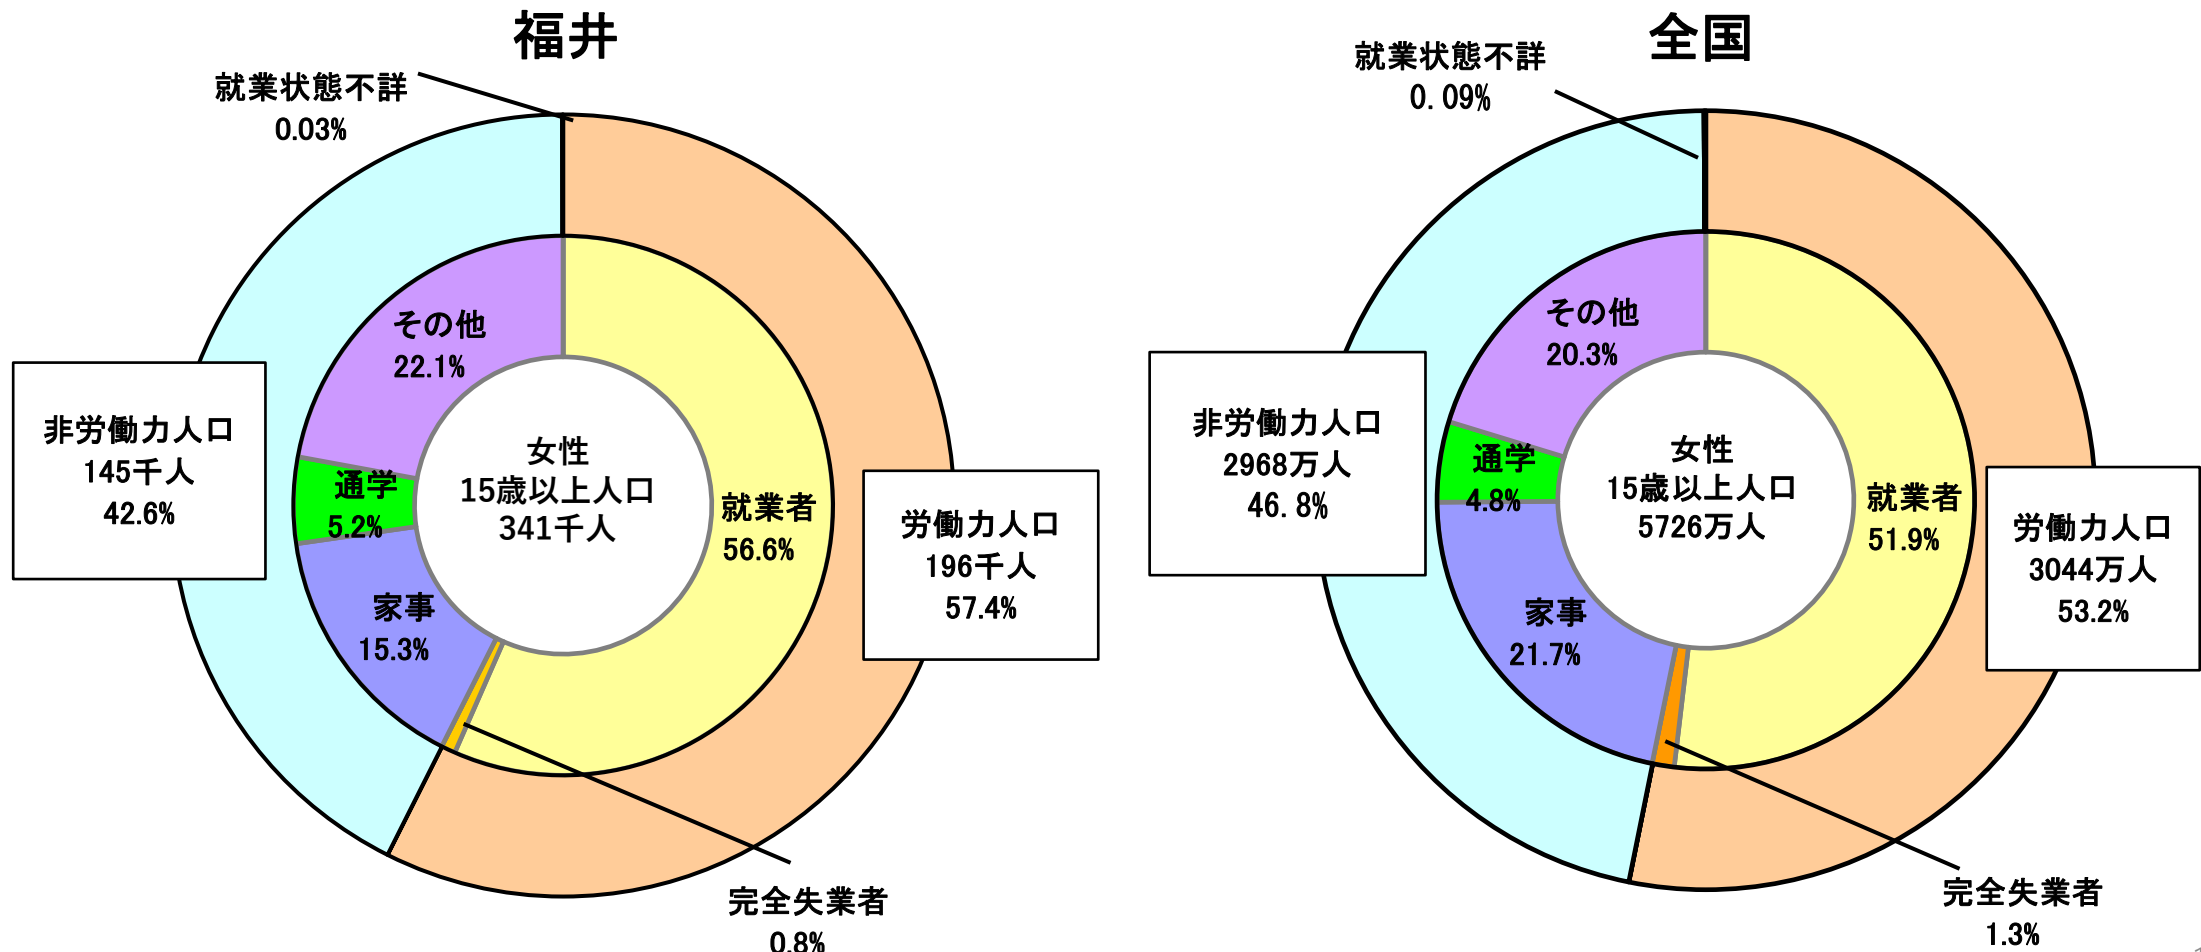 福井
就業状態不詳
0.03%
その他
22.1%
非労働力人口
145千人
42.6%
通学
5.2%
女性
15歳以上人口
341千人
就業者
56.6%
労働力人口
196千人
57.4%
家事
15.3%
完全失業者
0.8%
全国
就業状態不詳
0.09%
その他
20.3%
非労働力人口
2968万人
46.8%
通学
4.8%
女性
15歳以上人口
5726万人
就業者
51.9%
労働力人口
3044万人
53.2%
家事
21.7%
完全失業者
1.3%